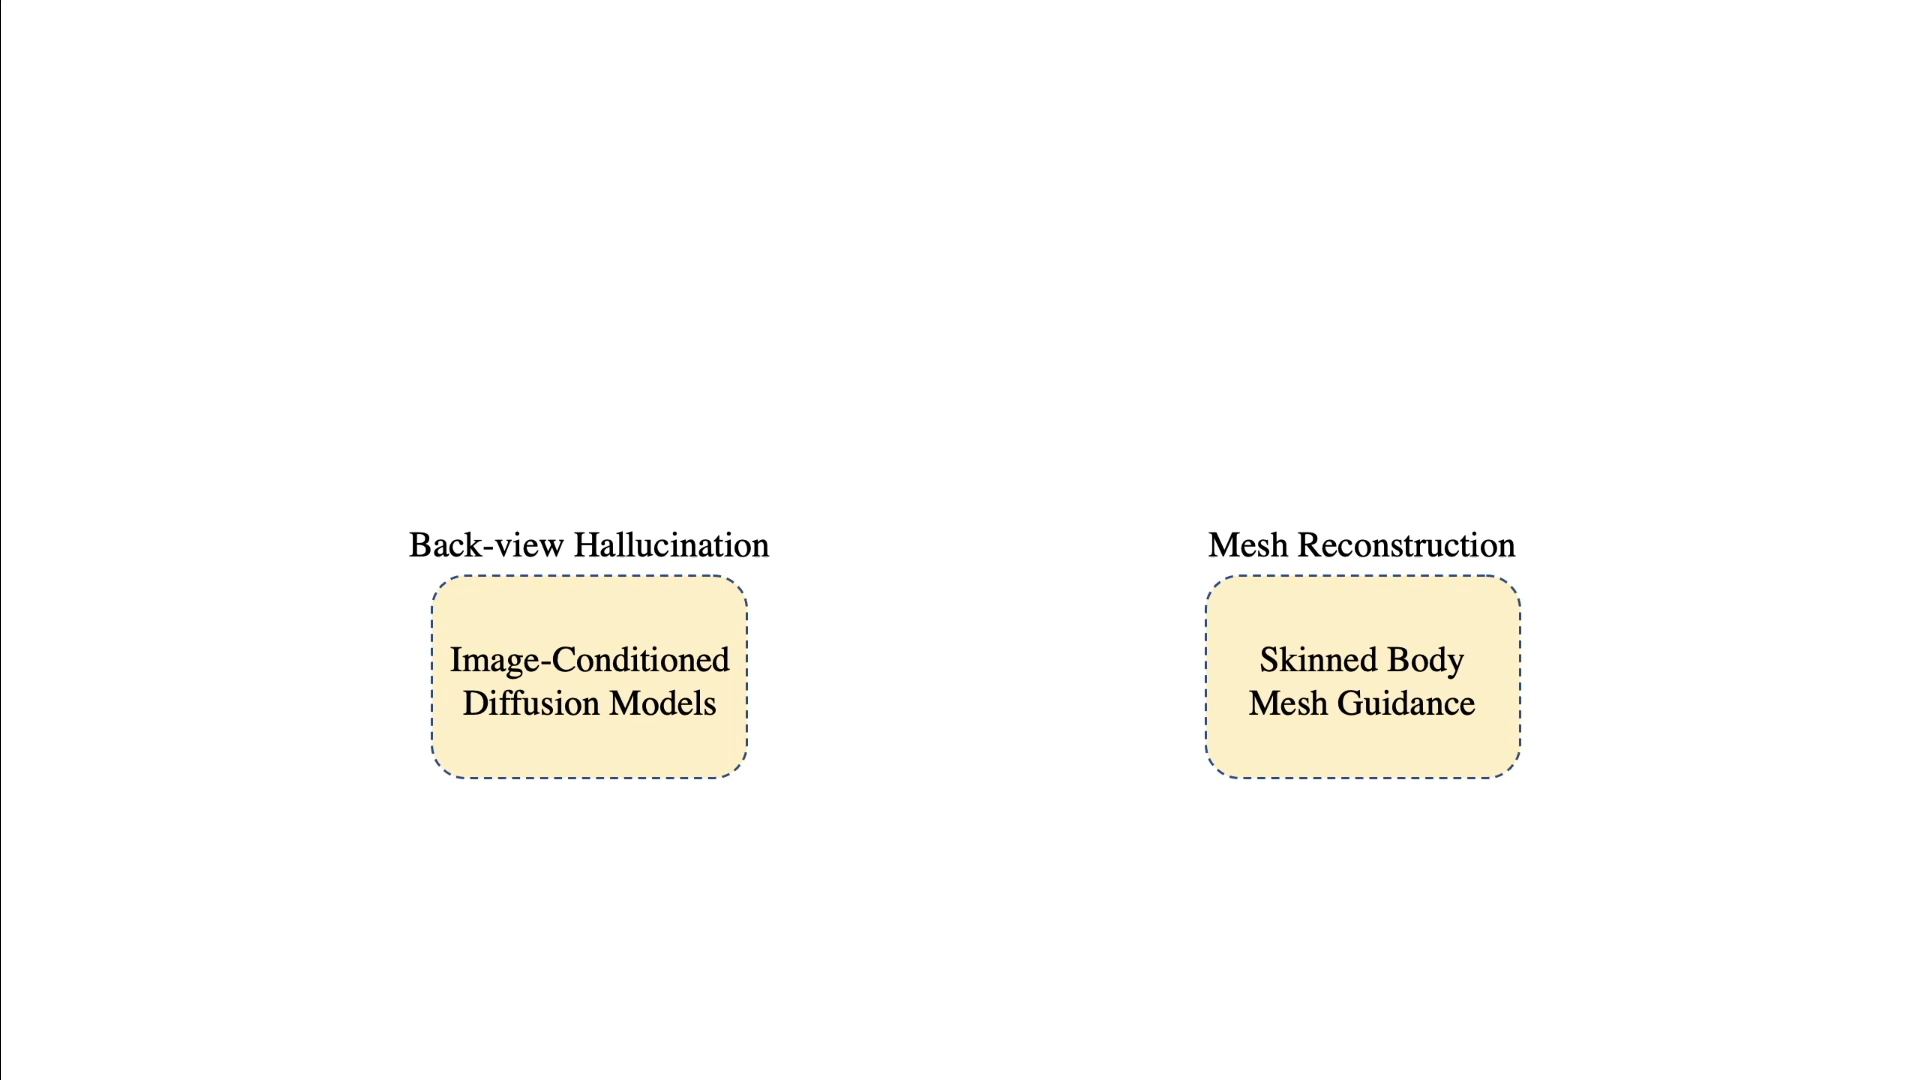 Back-view Hallucination
Image-Conditioned
Diffusion Models
Mesh Reconstruction
Skinned Body
Mesh Guidance